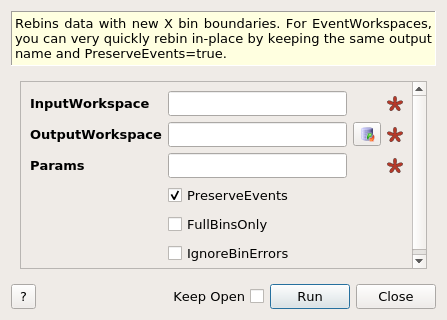 Rebins data with new X bin boundaries. For EventWorkspaces,
you can very quickly rebin in-place by keeping the same output
name and PreserveEvents=true.
InputWorkspace
OutputWorkspace
Params
PreserveEvents
FullBinsOnly
IgnoreBinErrors
? Keep Open Run Close